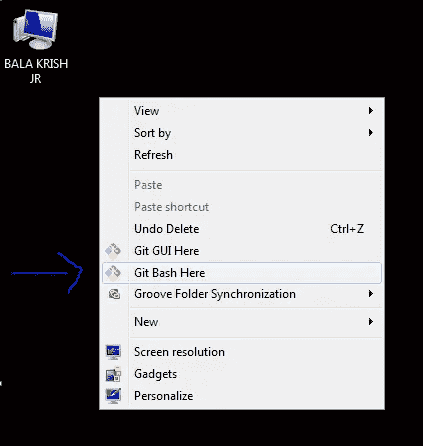 BALA KRISH
JR
View
Sort by
Refresh
Paste
Paste shortcut
Undo Delete Ctrl+Z
Git GUI Here
Git Bash Here
Groove Folder Synchronization
New
Screen resolution
Gadgets
Personalize